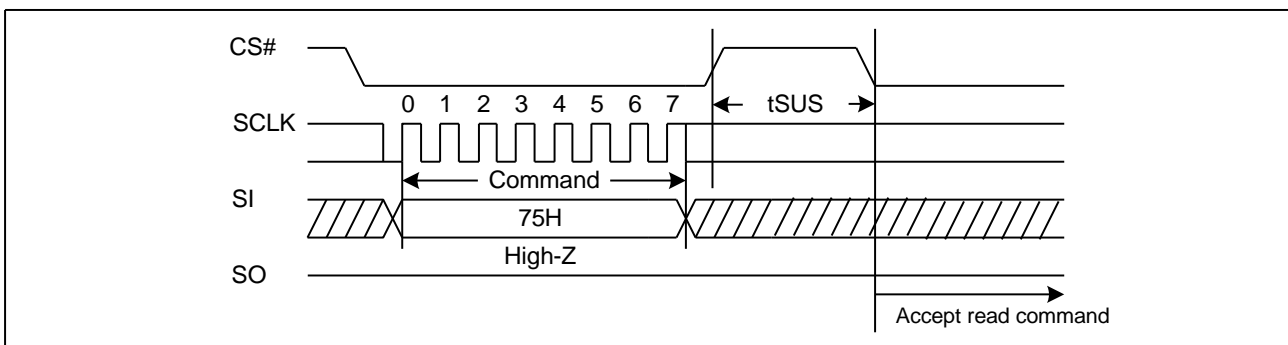 CS#
0 1 2 3 4 5 6 7
tSUS
SCLK
Command
SI
75H
High-Z
SO
Accept read command